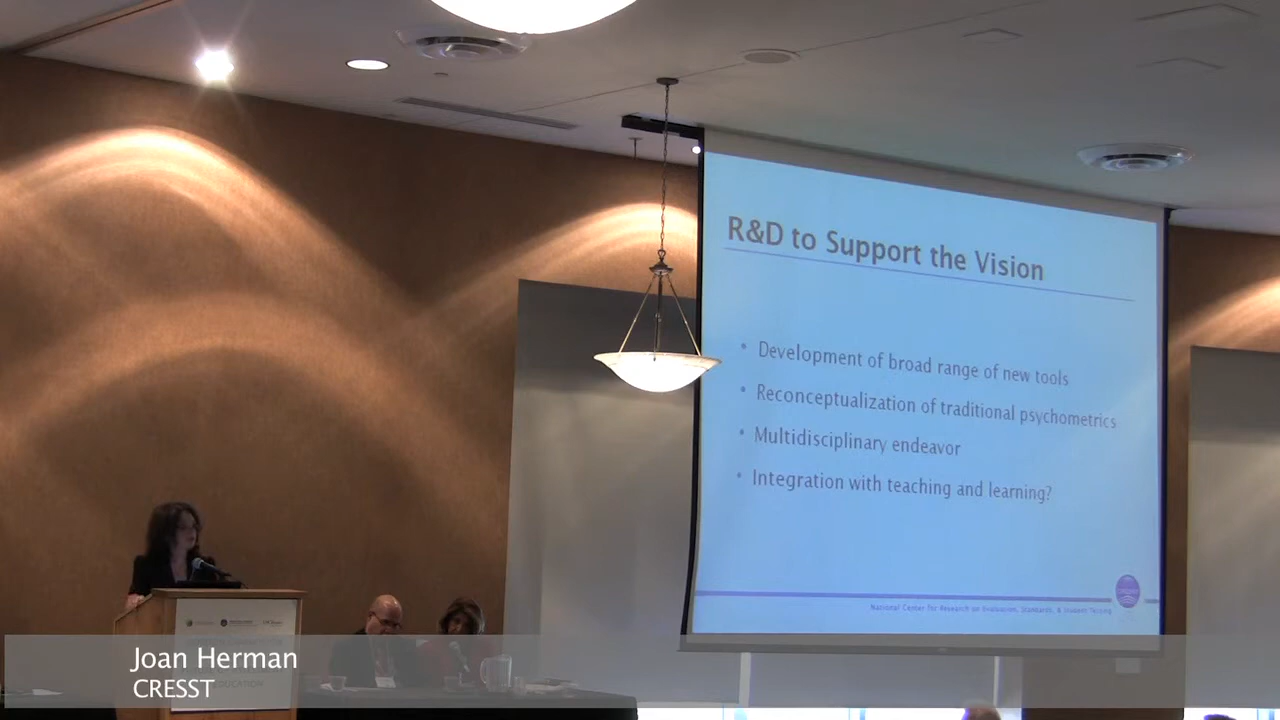 R&D to Support the Vision
• Development of broad range of new tools
• Reconceptualization of traditional psychometrics
• Multidisciplinary endeavor
• Integration with teaching and learning?
National Center for Research on Evaluation, Standards, & Student Testing
Joan Herman
CRESST
EDUCATION